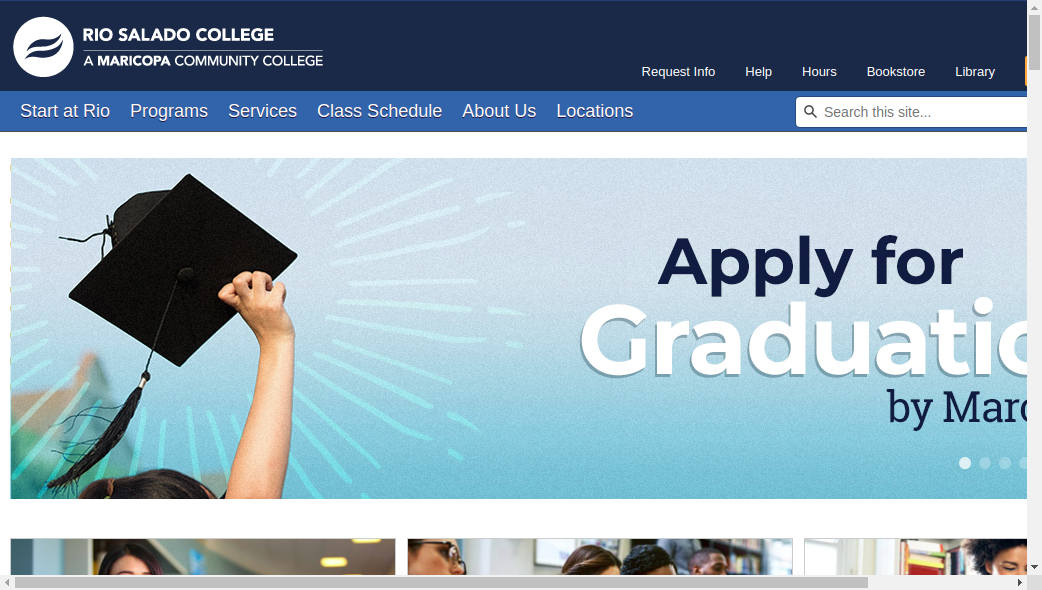 RIO SALADO COLLEGE
A MARICOPA COMMUNITY COLLEGE
Request Info Help Hours Bookstore Library
Start at Rio Programs Services Class Schedule About Us Locations
Search this site...
Apply for
Graduatio
by Marc